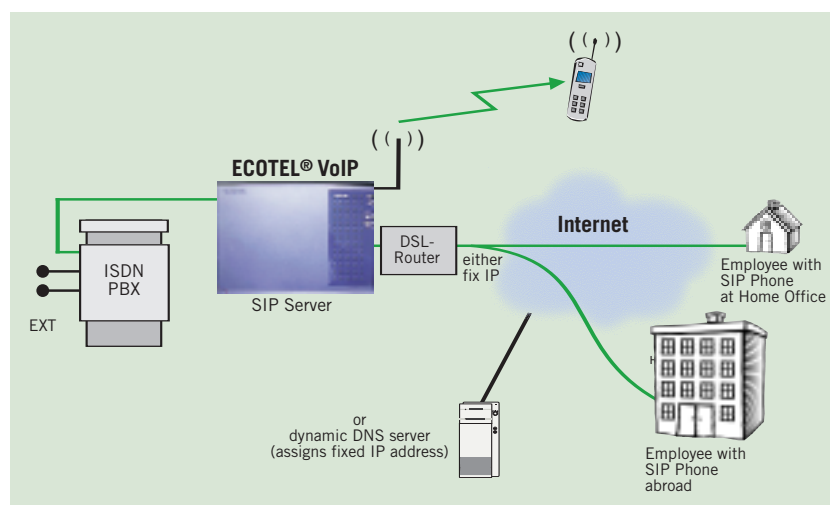 ECOTEL® VoIP
Internet
DSL-
Router
either
fix IP
ISDN
PBX
EXT
SIP Server
Employee with
SIP Phone
at Home Office
H
or
dynamic DNS server
(assigns fixed IP address)
Employee with
SIP Phone
abroad